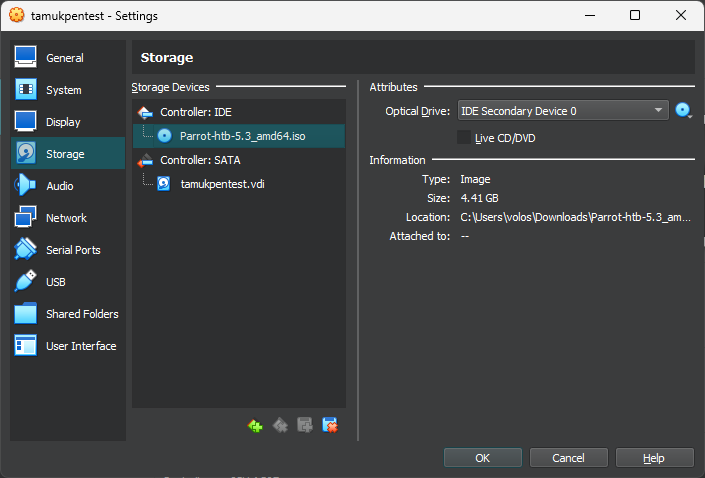 tamukpentest - Settings
General
System
Display
Storage
Audio
Network
Serial Ports
USB
Shared Folders
User Interface
Storage
Storage Devices
Controller: IDE
Parrot-htb-5.3_amd64.iso
Controller: SATA
tamukpentest.vdi
Attributes
Optical Drive: IDE Secondary Device 0
Live CD/DVD
Information
Type: Image
Size: 4.41 GB
Location: C:\Users\volos\Downloads\Parrot-htb-5.3_am...
Attached to: --
OK Cancel Help